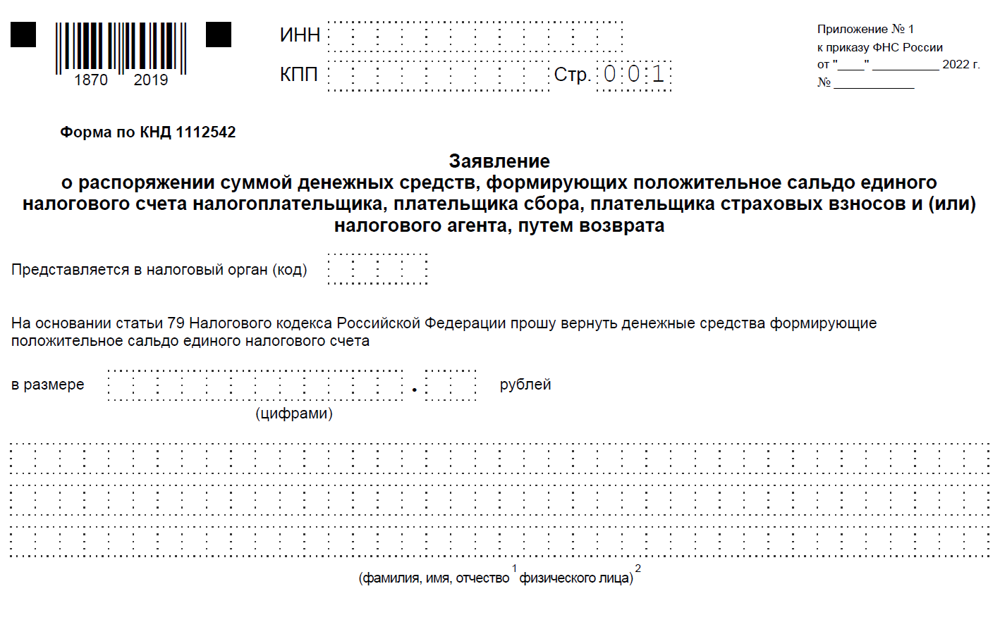 1870 2019
ИНН
КПП
Стр. 001
Приложение № 1
к приказу ФНС России
от "____" __________ 2022 г.
№ ____________
Форма по КНД 1112542
Заявление
о распоряжении суммой денежных средств, формирующих положительное сальдо единого
налогового счета налогоплательщика, плательщика сбора, плательщика страховых взносов и (или)
налогового агента, путем возврата
Представляется в налоговый орган (код)
На основании статьи 79 Налогового кодекса Российской Федерации прошу вернуть денежные средства формирующие
положительное сальдо единого налогового счета
в размере . рублей
(цифрами)
(фамилия, имя, отчество 1 физического лица) 2